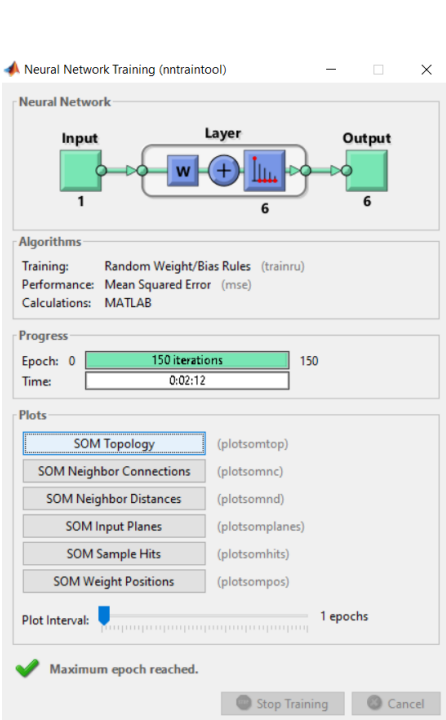 Neural Network Training (nntraintool)
Neural Network
Input
Layer
Output
W
1
6
6
Algorithms
Training: Random Weight/Bias Rules (trainru)
Performance: Mean Squared Error (mse)
Calculations: MATLAB
Progress
Epoch: 0 150 iterations 150
Time: 0:02:12
Plots
SOM Topology (plotsomtop)
SOM Neighbor Connections (plotsomnc)
SOM Neighbor Distances (plotsomnd)
SOM Input Planes (plotsomplanes)
SOM Sample Hits (plotsomhits)
SOM Weight Positions (plotsompos)
Plot Interval: 1 epochs
Maximum epoch reached.
Stop Training Cancel